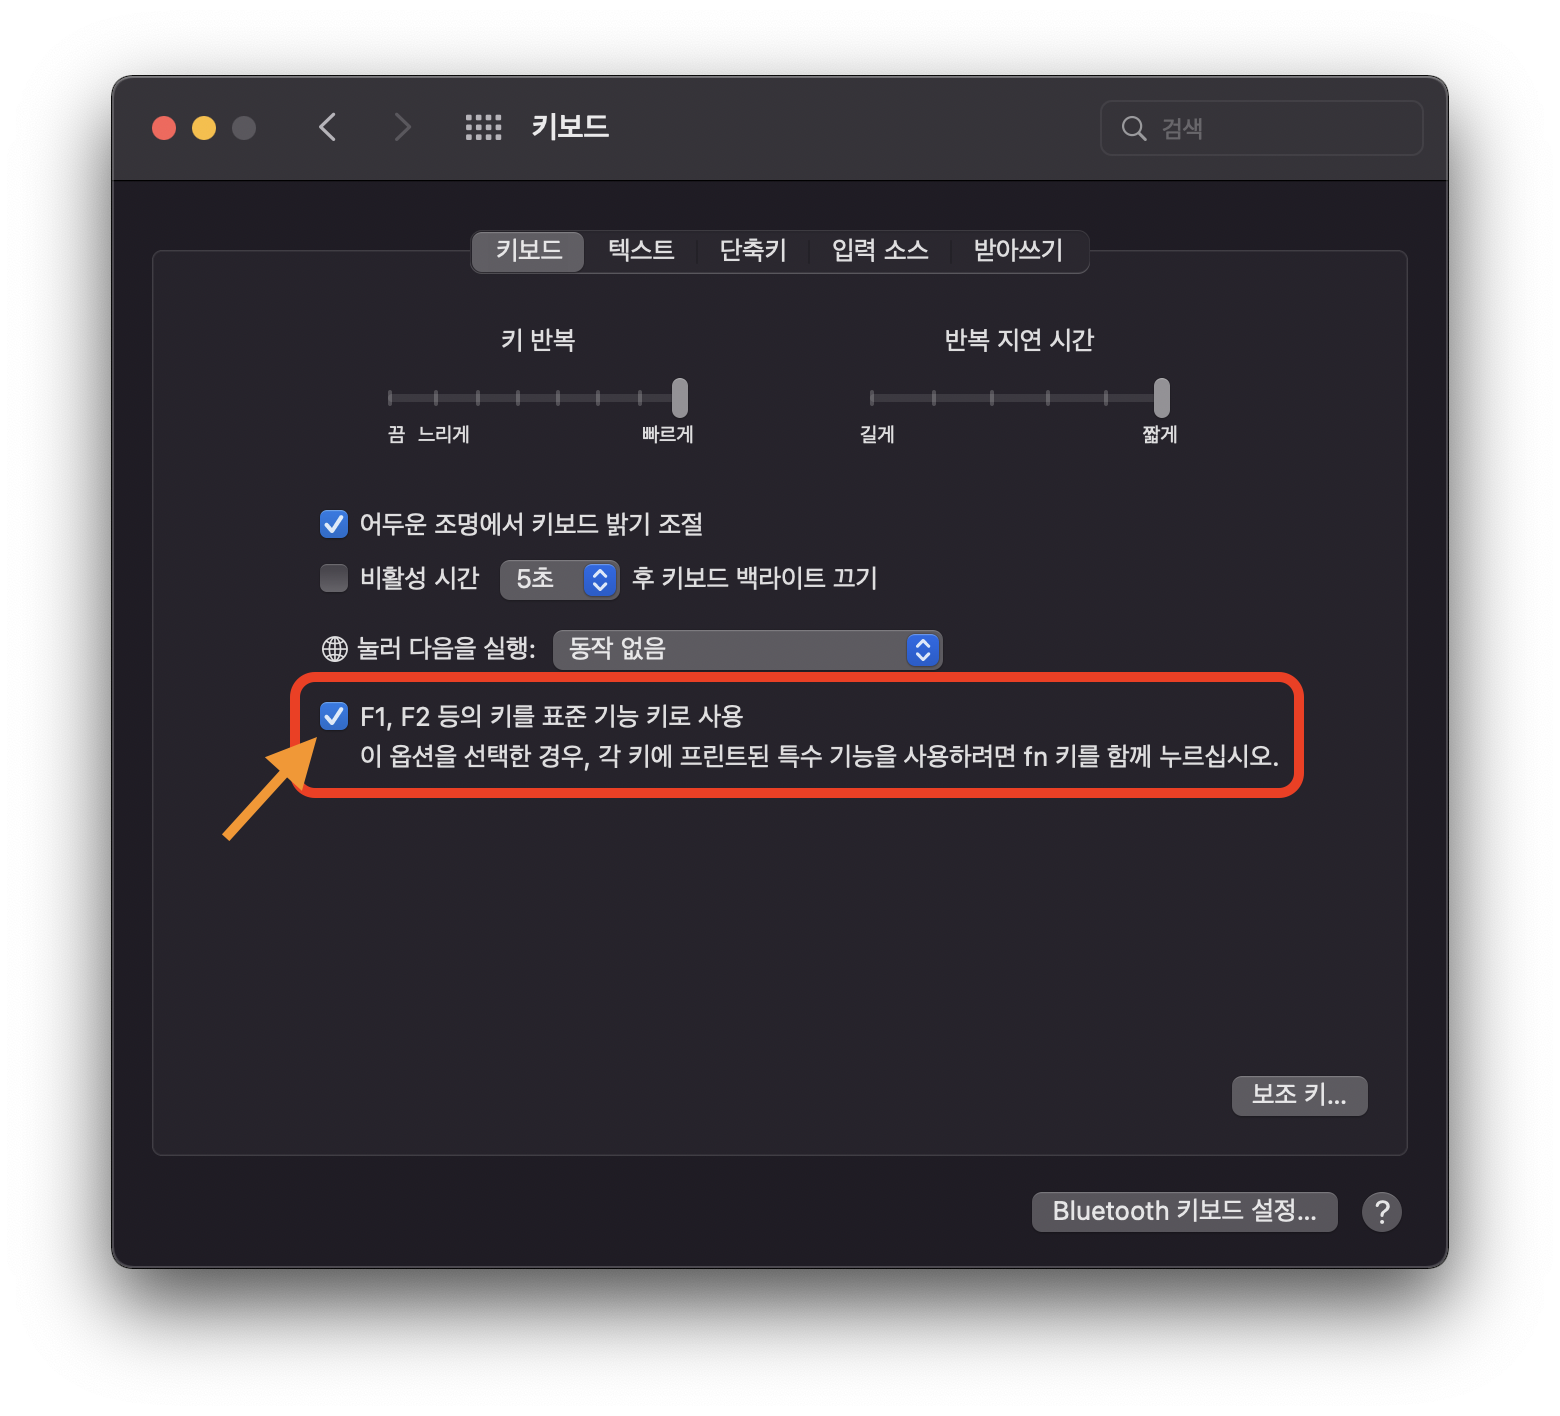 키보드
검색
키보드 텍스트 단축키 입력 소스 받아쓰기
키 반복 반복 지연 시간
끔 느리게 빠르게 길게 짧게
어두운 조명에서 키보드 밝기 조절
비활성 시간 5초 후 키보드 백라이트 끄기
눌러 다음을 실행: 동작 없음
F1, F2 등의 키를 표준 기능 키로 사용
이 옵션을 선택한 경우, 각 키에 프린트된 특수 기능을 사용하려면 fn 키를 함께 누르십시오.
보조 키...
Bluetooth 키보드 설정... ?